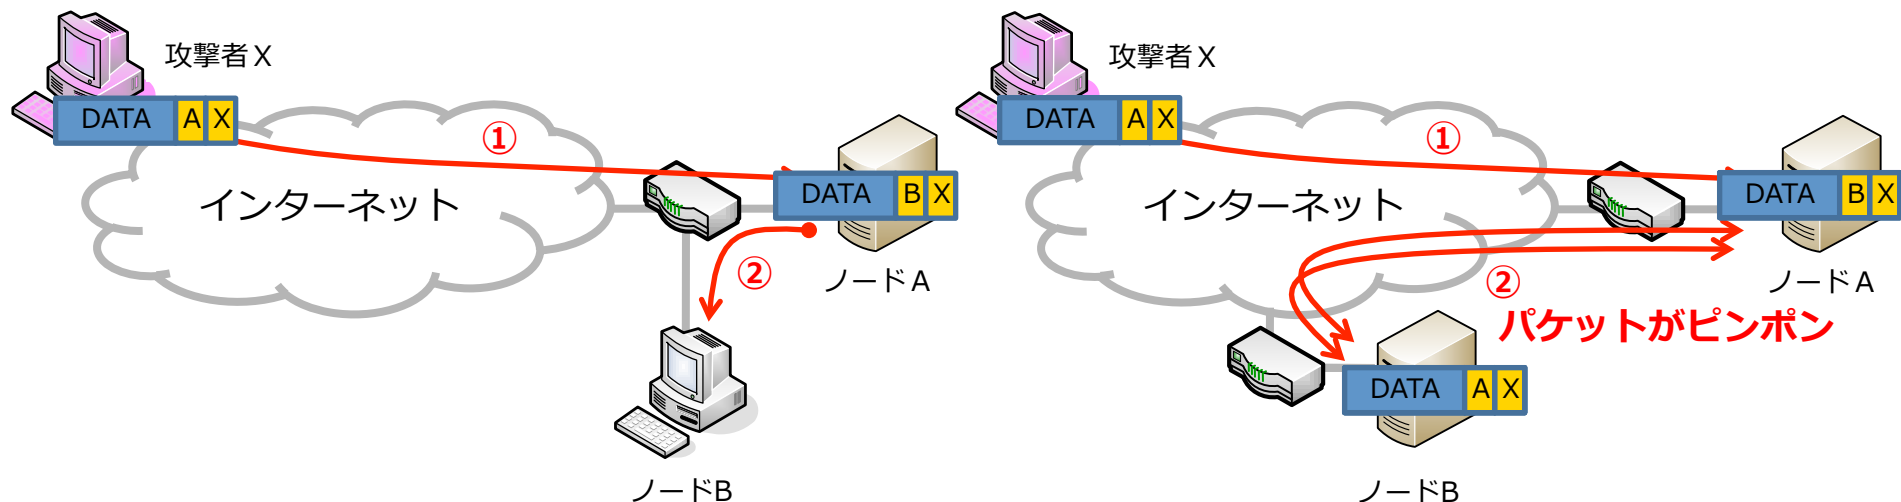 攻撃者X
DATA A X
①
インターネット
DATA B X
②
ノードA
ノードB
攻撃者X
DATA A X
①
インターネット
DATA B X
ノードA
②
パケットがピンポン
DATA A X
ノードB